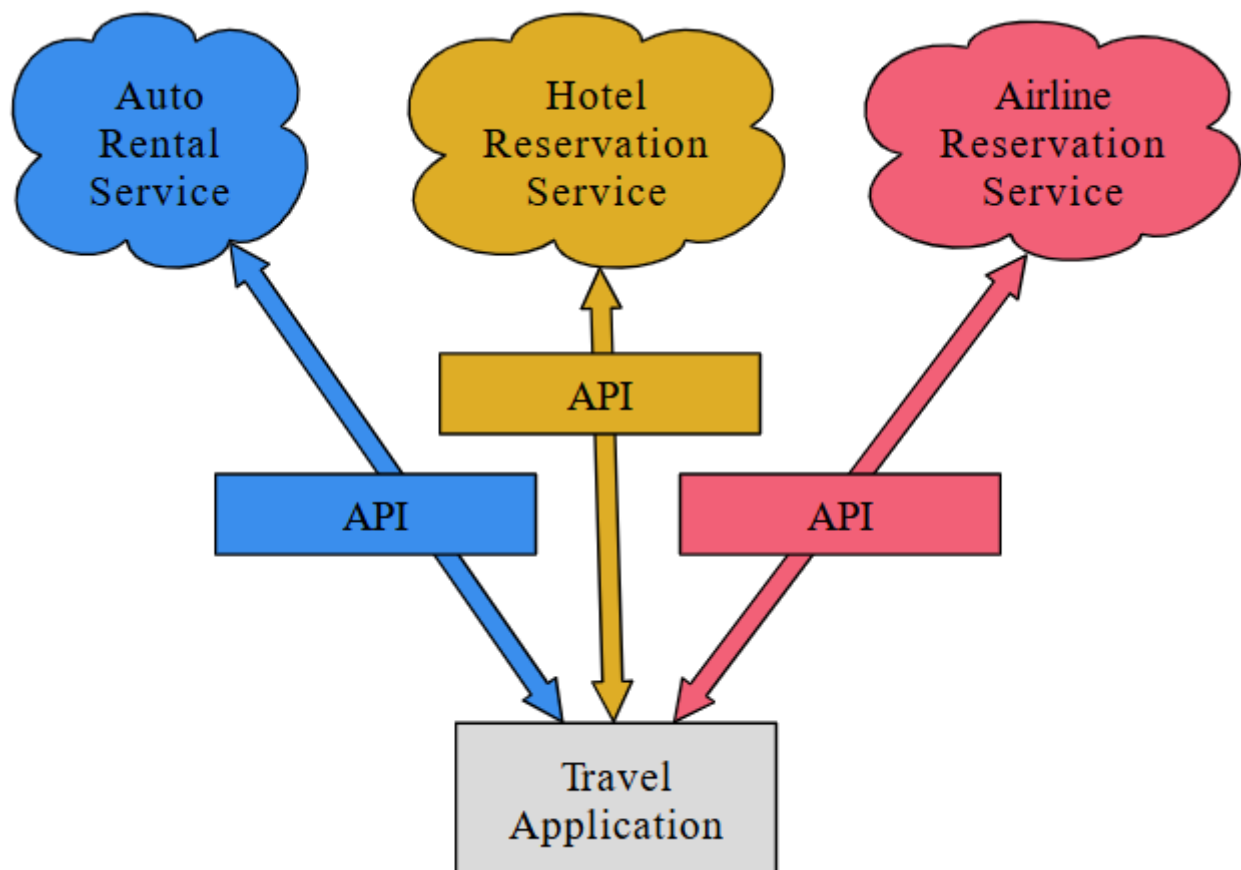 Auto
Rental
Service
Hotel
Reservation
Service
Airline
Reservation
Service
API
API
API
Travel
Application